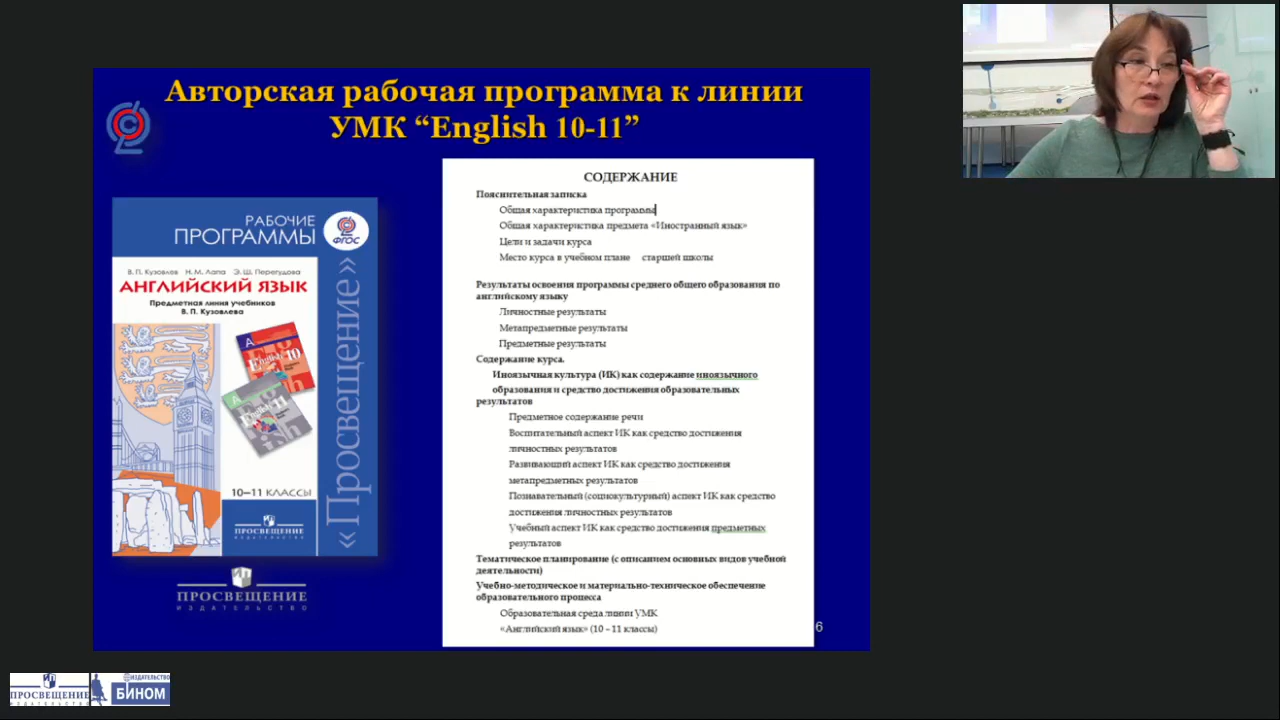 Авторская рабочая программа к линии
УМК “English 10-11”
РАБОЧИЕ
ПРОГРАММЫ
ФГОС
В. П. Кузовлев Н. М. Лапа Э. Ш. Перегудова
АНГЛИЙСКИЙ ЯЗЫК
Предметная линия учебников
В. П. Кузовлева
English 10
English
10–11 КЛАССЫ
ПРОСВЕЩЕНИЕ
ИЗДАТЕЛЬСТВО
«Просвещение»
ПРОСВЕЩЕНИЕ
ИЗДАТЕЛЬСТВО
СОДЕРЖАНИЕ
Пояснительная записка
Общая характеристика программы
Общая характеристика предмета «Иностранный язык»
Цели и задачи курса
Место курса в учебном плане старшей школы
Результаты освоения программы среднего общего образования по
английскому языку
Личностные результаты
Метапредметные результаты
Предметные результаты
Содержание курса.
Иноязычная культура (ИК) как содержание иноязычного
образования и средство достижения образовательных
результатов
Предметное содержание речи
Воспитательный аспект ИК как средство достижения
личностных результатов
Развивающий аспект ИК как средство достижения
метапредметных результатов
Познавательный (социокультурный) аспект ИК как средство
достижения личностных результатов
Учебный аспект ИК как средство достижения предметных
результатов
Тематическое планирование (с описанием основных видов учебной
деятельности)
Учебно-методическое и материально-техническое обеспечение
образовательного процесса
Образовательная среда линии УМК
«Английский язык» (10 – 11 классы)
6
ПРОСВЕЩЕНИЕ
ИЗДАТЕЛЬСТВО
ИЗДАТЕЛЬСТВО
БИНОМ